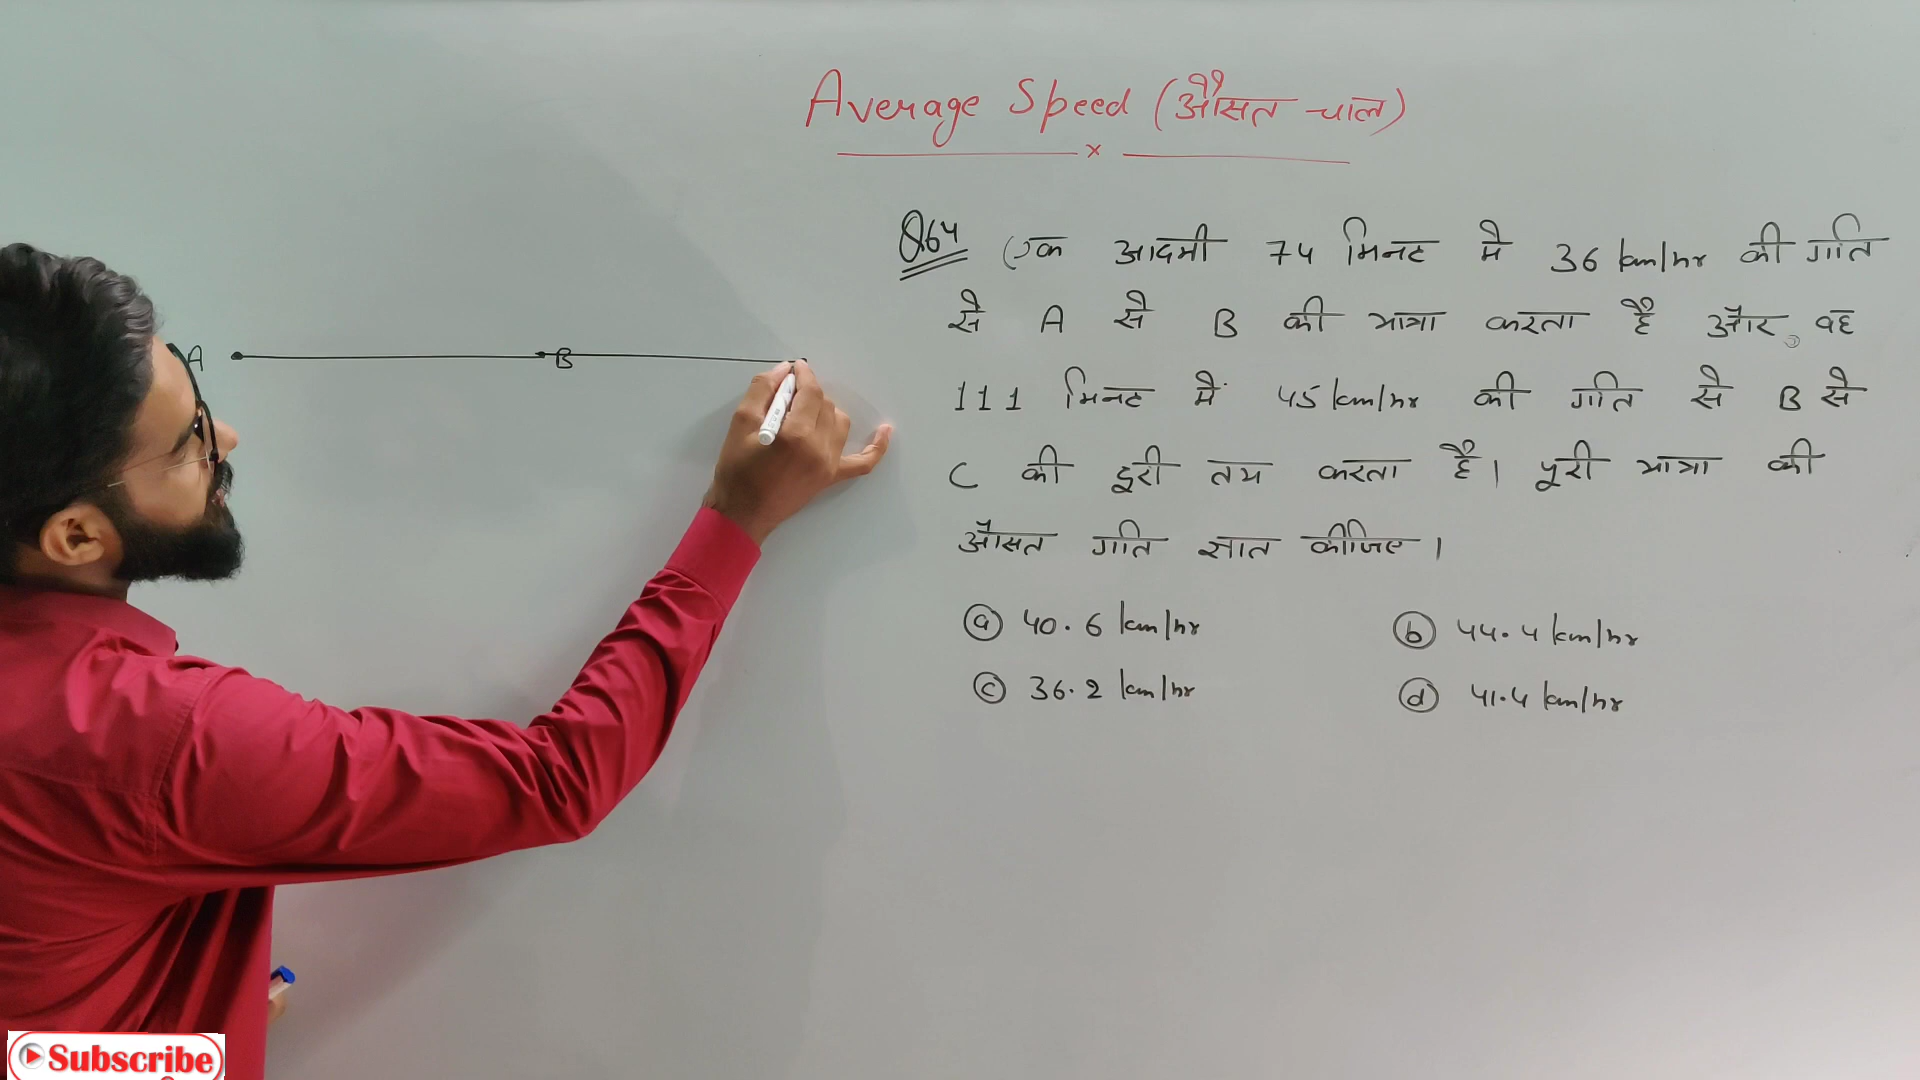 Average Speed (औसत चाल)
Q.64 एक आदमी 74 मिनट मे 36 km/hr की गति
से A से B की यात्रा करता है और वह
111 मिनट में 45 km/hr की गति से B से
C की दूरी तय करता है। पूरी यात्रा की
औसत गति ज्ञात कीजिए।
(a) 40.6 km/hr (b) 44.4 km/hr
(c) 36.2 km/hr (d) 41.4 km/hr
A B
Subscribe